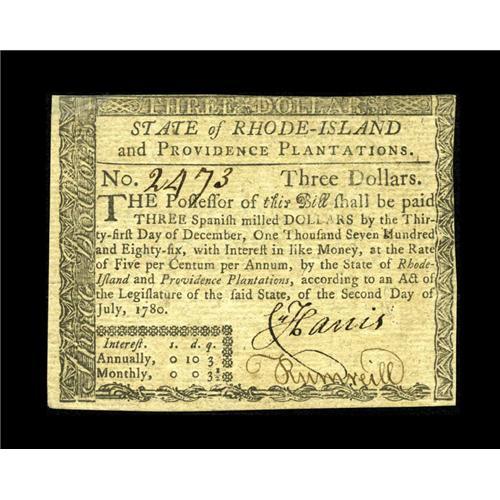 THREE DOLLARS
STATE of RHODE-ISLAND
and PROVIDENCE PLANTATIONS.
No. 2473 Three Dollars.
THE Poſſeſſor of this Bill ſhall be paid
THREE Spaniſh milled DOLLARS by the Thir-
ty-firſt Day of December, One Thouſand Seven Hundred
and Eighty-ſix, with Intereſt in like Money, at the Rate
of Five per Centum per Annum, by the State of Rhode-
Iſland and Providence Plantations, according to an Act of
the Legiſlature of the ſaid State, of the Second Day of
July, 1780.
Intereſt. s. d. q.
Annually, 0 10 3
Monthly, 0 0 3½
Harris
Rumreill